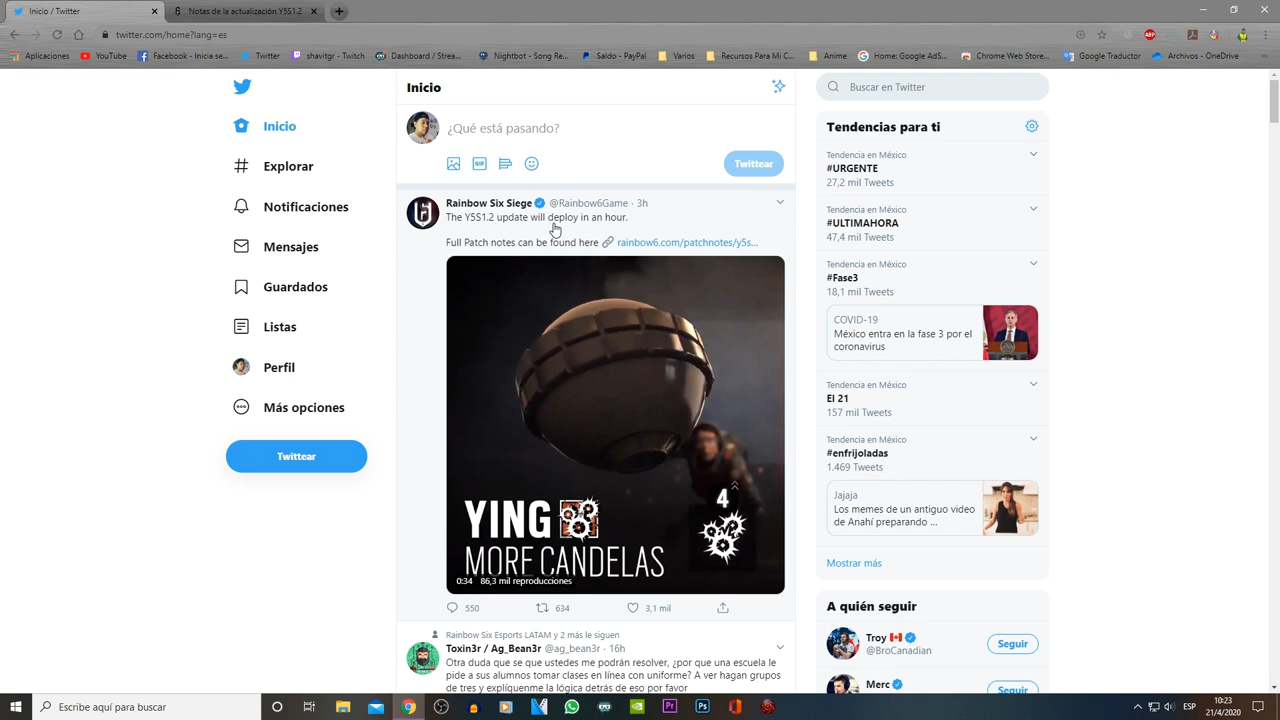 Inicio / Twitter
Notas de la actualización Y5S1.2
twitter.com/home?lang=es
ABP
Aplicaciones
YouTube
Facebook - Inicia se...
Twitter
shavitgr - Twitch
Dashboard / Strea...
Nightbot - Song Re...
Saldo - PayPal
Varios
Recursos Para Mi C...
Anime
Home: Google AdS...
Chrome Web Store...
Google Traductor
Archivos - OneDrive
Inicio
Explorar
Notificaciones
Mensajes
Guardados
Listas
Perfil
Más opciones
Twittear
Inicio
¿Qué está pasando?
GIF
Twittear
Rainbow Six Siege @Rainbow6Game · 3h
The Y5S1.2 update will deploy in an hour.
Full Patch notes can be found here rainbow6.com/patchnotes/y5s...
YING
MORE CANDELAS
4
0:34 86,3 mil reproducciones
550
634
3,1 mil
Rainbow Six Esports LATAM y 2 más le siguen
Toxin3r / Ag_Bean3r @ag_bean3r · 16h
Otra duda que se que ustedes me podrán resolver, ¿por que una escuela le
pide a sus alumnos tomar clases en línea con uniforme? A ver hagan grupos
de tres y explíquenme la lógica detrás de eso por favor
Buscar en Twitter
Tendencias para ti
Tendencia en México
#URGENTE
27,2 mil Tweets
Tendencia en México
#ULTIMAHORA
47,4 mil Tweets
Tendencia en México
#Fase3
18,1 mil Tweets
COVID-19
México entra en la fase 3 por el
coronavirus
Tendencia en México
El 21
157 mil Tweets
Tendencia en México
#enfrijoladas
1.469 Tweets
Jajaja
Los memes de un antiguo video
de Anahí preparando ...
Mostrar más
A quién seguir
Troy
@BroCanadian
Seguir
Merc
Seguir
Escribe aquí para buscar
ESP
10:23
21/4/2020